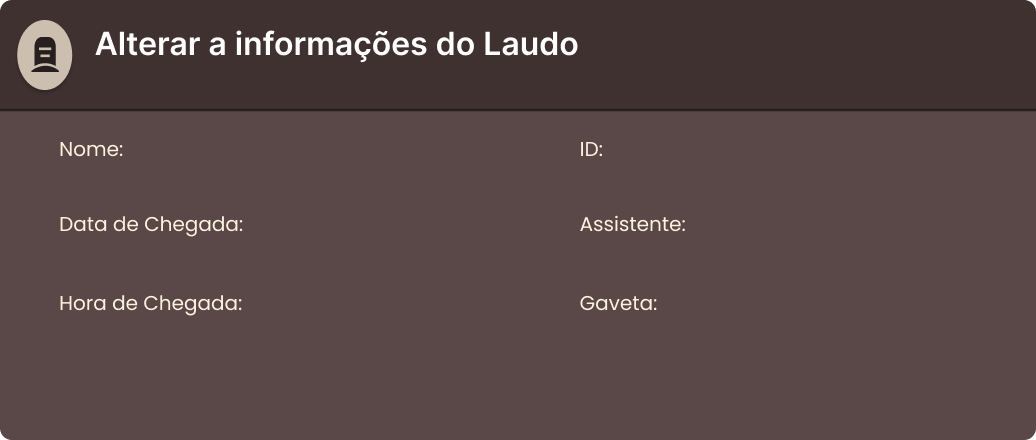 Alterar a informações do Laudo
Nome:
ID:
Data de Chegada:
Assistente:
Hora de Chegada:
Gaveta: